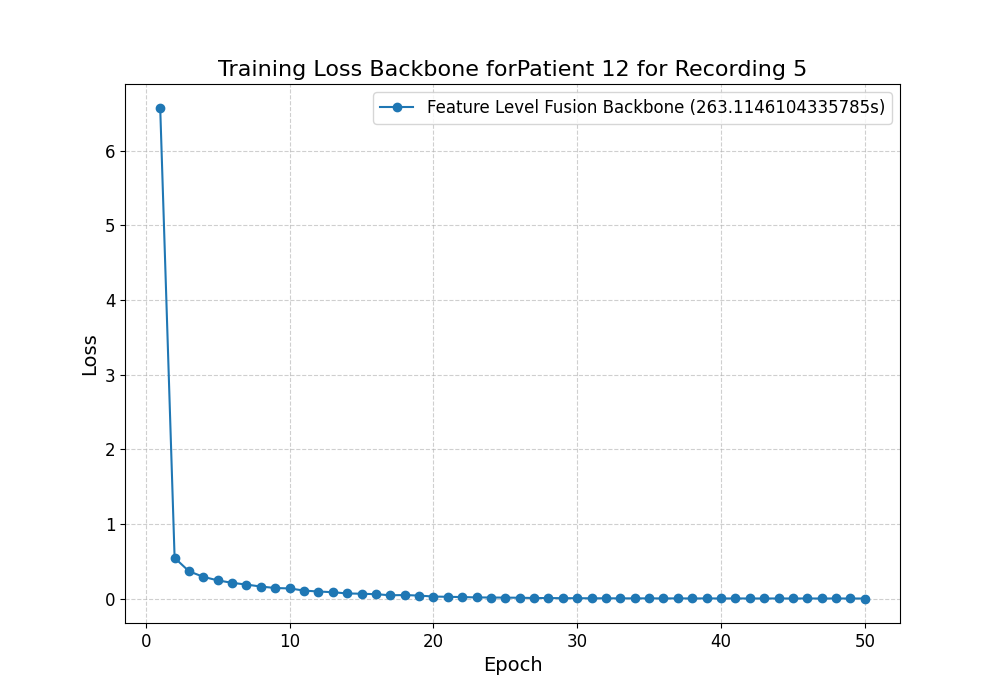 Training Loss Backbone forPatient 12 for Recording 5
Feature Level Fusion Backbone (263.1146104335785s)
6
5
4
3
2
1
0
Loss
0 10 20 30 40 50
Epoch